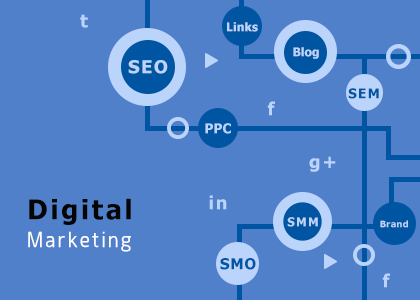 t
Links
Blog
SEO
SEM
f
PPC
g+
in
Digital
SMM
Brand
Marketing
SMO
f